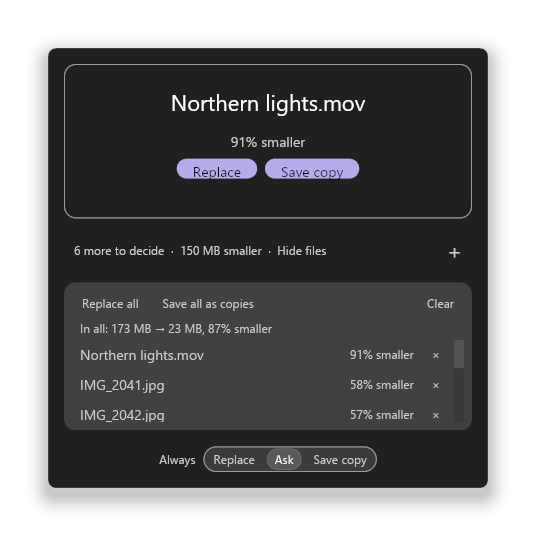 Northern lights.mov
91% smaller
Replace Save copy
6 more to decide · 150 MB smaller · Hide files +
Replace all Save all as copies Clear
In all: 173 MB → 23 MB, 87% smaller
Northern lights.mov 91% smaller ×
IMG_2041.jpg 58% smaller ×
IMG_2042.jpg 57% smaller ×
Always Replace Ask Save copy